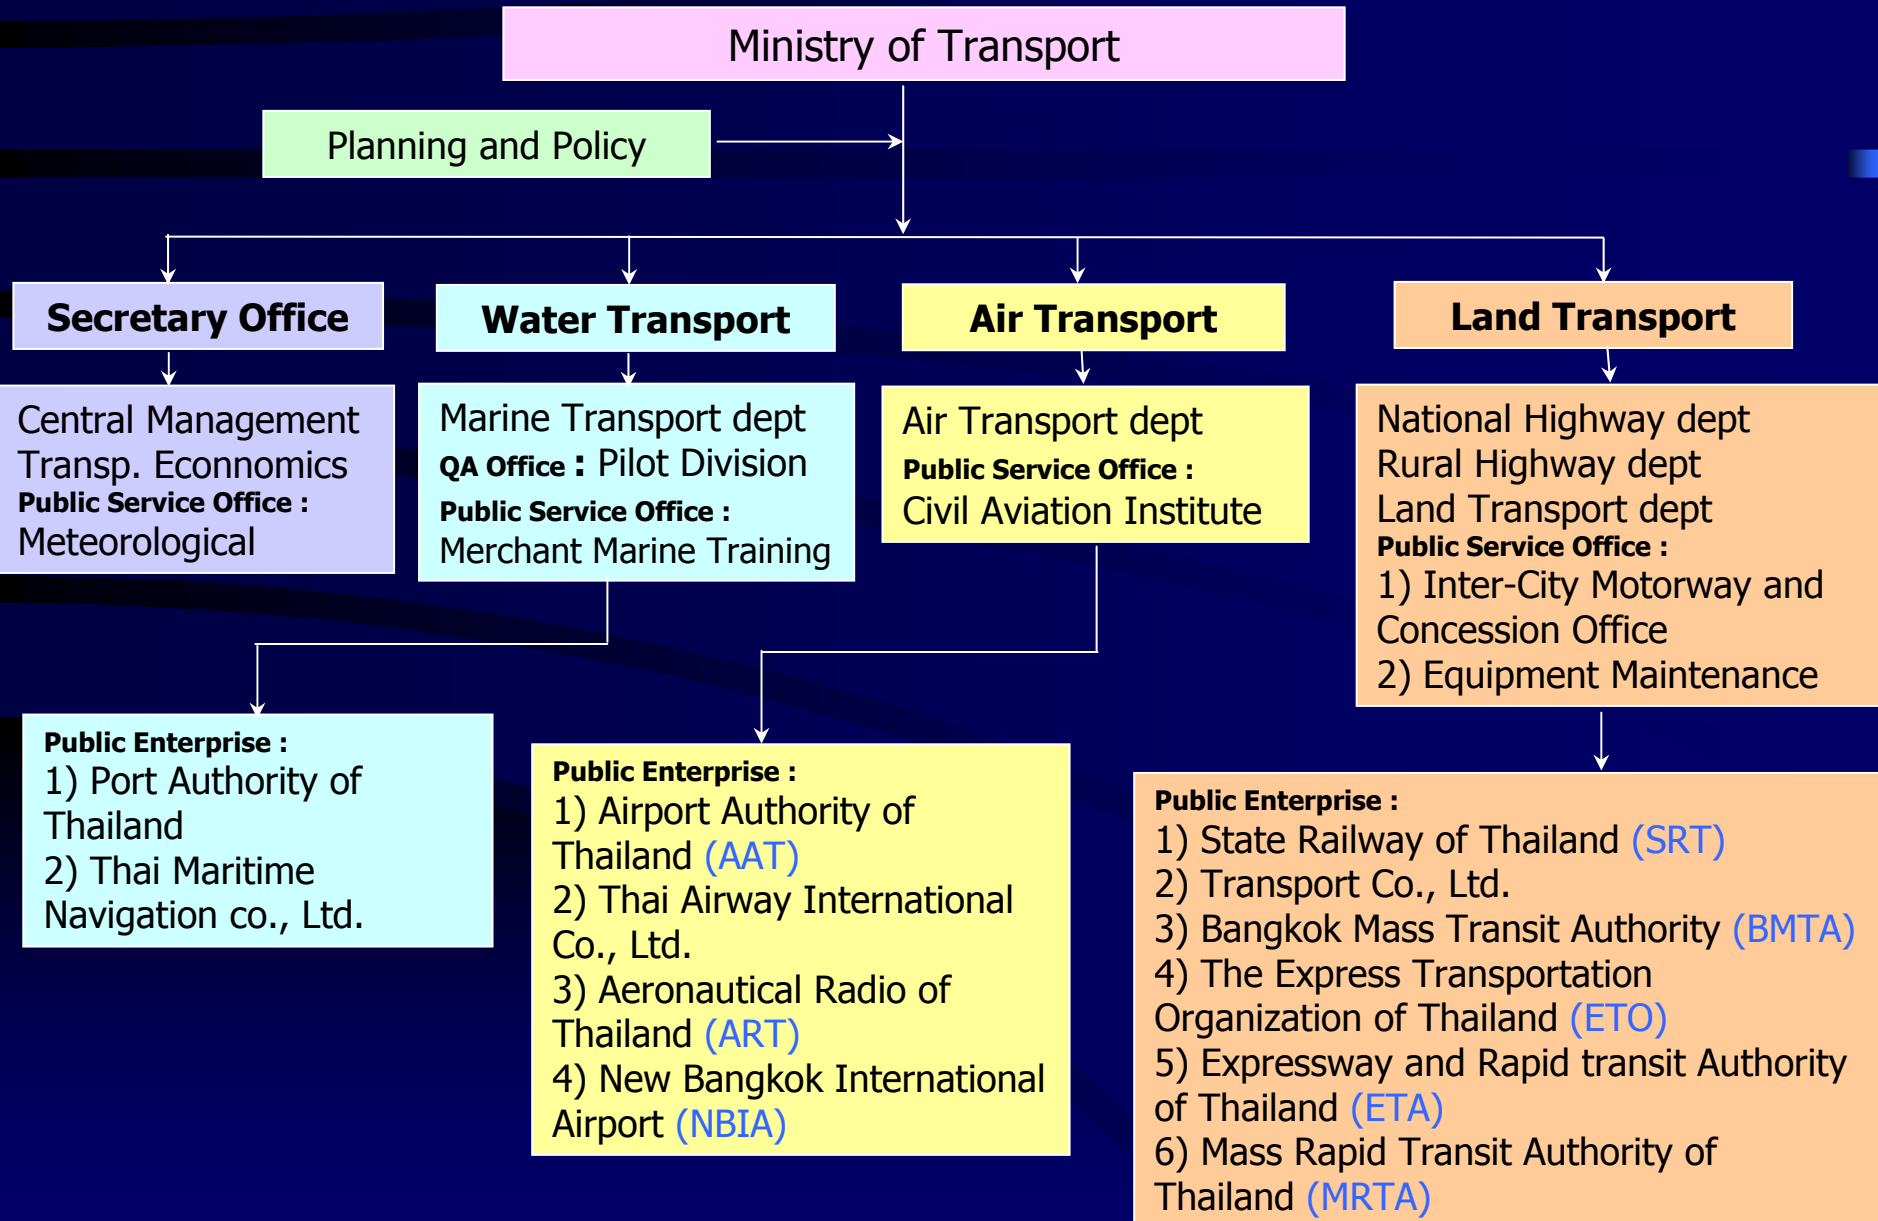 Ministry of Transport
Planning and Policy
Secretary Office
Central Management
Transp. Econnomics
Public Service Office :
Meteorological
Water Transport
Marine Transport dept
QA Office : Pilot Division
Public Service Office :
Merchant Marine Training
Air Transport
Air Transport dept
Public Service Office :
Civil Aviation Institute
Land Transport
National Highway dept
Rural Highway dept
Land Transport dept
Public Service Office :
1) Inter-City Motorway and
Concession Office
2) Equipment Maintenance
Public Enterprise :
1) Port Authority of
Thailand
2) Thai Maritime
Navigation co., Ltd.
Public Enterprise :
1) Airport Authority of
Thailand (AAT)
2) Thai Airway International
Co., Ltd.
3) Aeronautical Radio of
Thailand (ART)
4) New Bangkok International
Airport (NBIA)
Public Enterprise :
1) State Railway of Thailand (SRT)
2) Transport Co., Ltd.
3) Bangkok Mass Transit Authority (BMTA)
4) The Express Transportation
Organization of Thailand (ETO)
5) Expressway and Rapid transit Authority
of Thailand (ETA)
6) Mass Rapid Transit Authority of
Thailand (MRTA)